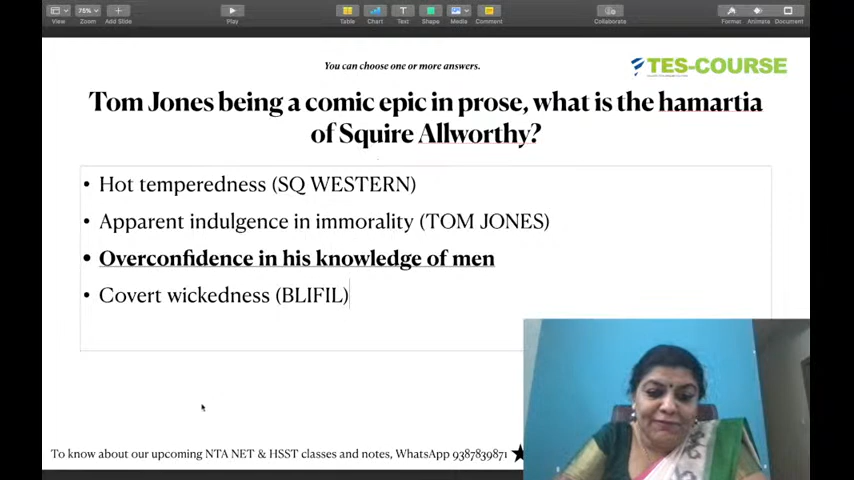 View
75%
Zoom
Add Slide
Play
Table
Chart
Text
Shape
Media
Comment
Collaborate
Format
Animate
Document
You can choose one or more answers.
TES-COURSE
Tom Jones being a comic epic in prose, what is the hamartia
of Squire Allworthy?
• Hot temperedness (SQ WESTERN)
• Apparent indulgence in immorality (TOM JONES)
• Overconfidence in his knowledge of men
• Covert wickedness (BLIFIL)
To know about our upcoming NTA NET & HSST classes and notes, WhatsApp 9387839871